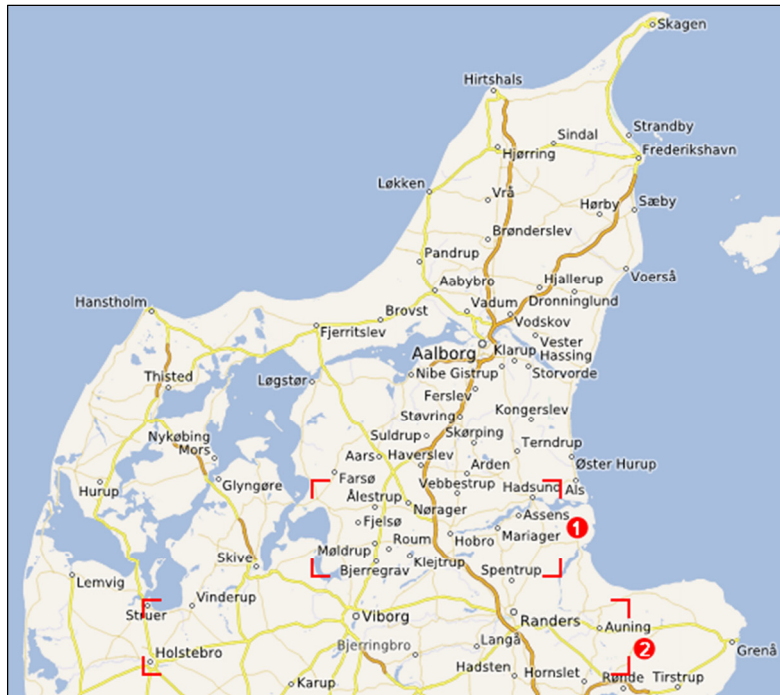 Skagen
Hirtshals
Strandby
Sindal
Hjørring
Frederikshavn
Løkken
Vrå
Hørby
Sæby
Brønderslev
Pandrup
Voerså
Aabybro
Hjallerup
Hanstholm
Vadum
Dronninglund
Brovst
Vodskov
Fjerritslev
Vester
Hassing
Aalborg
Klarup
Nibe
Gistrup
Storvorde
Thisted
Løgstør
Ferslev
Støvring
Kongerslev
Nykøbing
Mors
Suldrup
Skørping
Terndrup
Aars
Haverslev
Øster Hurup
Farsø
Arden
Glyngøre
Hurup
Vebbestrup
Hadsund
Als
Ålestrup
Nørager
Assens
1
Fjelsø
Hobro
Mariager
Møldrup
Roum
Klejtrup
Skive
Bjerregrav
Spentrup
Lemvig
Vinderup
Struer
Viborg
Randers
Auning
2
Bjerringbro
Langå
Grenå
Holstebro
Hadsten
Hornslet
Rønde
Tirstrup
Karup